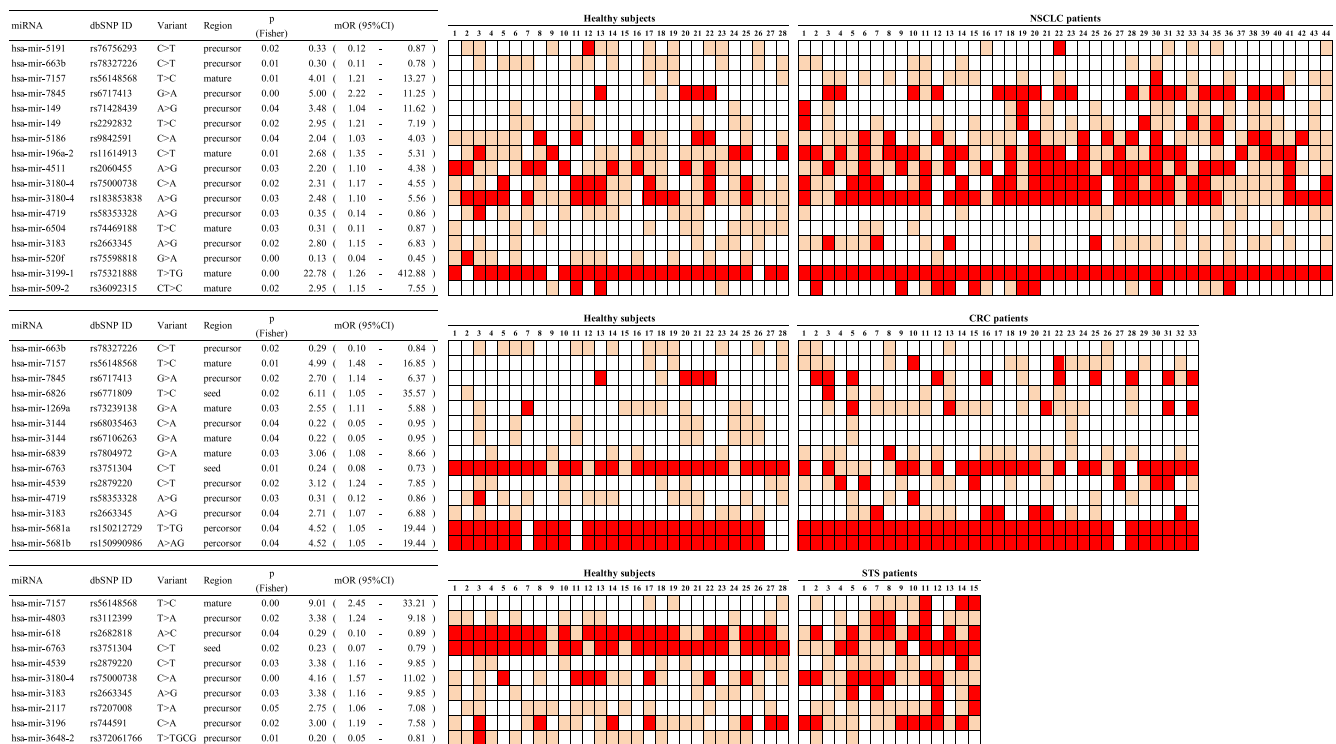 Healthy subjects NSCLC patients
miRNA dbSNP ID Variant Region p (Fisher) mOR (95%CI) 1 2 3 4 5 6 7 8 9 10 11 12 13 14 15 16 17 18 19 20 21 22 23 24 25 26 27 28 1 2 3 4 5 6 7 8 9 10 11 12 13 14 15 16 17 18 19 20 21 22 23 24 25 26 27 28 29 30 31 32 33 34 35 36 37 38 39 40 41 42 43 44
hsa-mir-5191 rs76756293 C>T precursor 0.02 0.33 ( 0.12 - 0.87 )
hsa-mir-663b rs78327226 C>T precursor 0.01 0.30 ( 0.11 - 0.78 )
hsa-mir-7157 rs56148568 T>C mature 0.01 4.01 ( 1.21 - 13.27 )
hsa-mir-7845 rs6717413 G>A precursor 0.00 5.00 ( 2.22 - 11.25 )
hsa-mir-149 rs71428439 A>G precursor 0.04 3.48 ( 1.04 - 11.62 )
hsa-mir-149 rs2292832 T>C precursor 0.02 2.95 ( 1.21 - 7.19 )
hsa-mir-5186 rs9842591 C>A precursor 0.04 2.04 ( 1.03 - 4.03 )
hsa-mir-196a-2 rs11614913 C>T mature 0.01 2.68 ( 1.35 - 5.31 )
hsa-mir-4511 rs2060455 A>G precursor 0.03 2.20 ( 1.10 - 4.38 )
hsa-mir-3180-4 rs75000738 C>A precursor 0.02 2.31 ( 1.17 - 4.55 )
hsa-mir-3180-4 rs183853838 A>G precursor 0.03 2.48 ( 1.10 - 5.56 )
hsa-mir-4719 rs58353328 A>G precursor 0.03 0.35 ( 0.14 - 0.86 )
hsa-mir-6504 rs74469188 T>C mature 0.03 0.31 ( 0.11 - 0.87 )
hsa-mir-3183 rs2663345 A>G precursor 0.02 2.80 ( 1.15 - 6.83 )
hsa-mir-520f rs75598818 G>A precursor 0.00 0.13 ( 0.04 - 0.45 )
hsa-mir-3199-1 rs75321888 T>TG mature 0.00 22.78 ( 1.26 - 412.88 )
hsa-mir-509-2 rs36092315 CT>C mature 0.02 2.95 ( 1.15 - 7.55 )
Healthy subjects CRC patients
miRNA dbSNP ID Variant Region p (Fisher) mOR (95%CI) 1 2 3 4 5 6 7 8 9 10 11 12 13 14 15 16 17 18 19 20 21 22 23 24 25 26 27 28 1 2 3 4 5 6 7 8 9 10 11 12 13 14 15 16 17 18 19 20 21 22 23 24 25 26 27 28 29 30 31 32 33
hsa-mir-663b rs78327226 C>T precursor 0.02 0.29 ( 0.10 - 0.84 )
hsa-mir-7157 rs56148568 T>C mature 0.01 4.99 ( 1.48 - 16.85 )
hsa-mir-7845 rs6717413 G>A precursor 0.02 2.70 ( 1.14 - 6.37 )
hsa-mir-6826 rs6771809 T>C seed 0.02 6.11 ( 1.05 - 35.57 )
hsa-mir-1269a rs73239138 G>A mature 0.03 2.55 ( 1.11 - 5.88 )
hsa-mir-3144 rs68035463 C>A precursor 0.04 0.22 ( 0.05 - 0.95 )
hsa-mir-3144 rs67106263 G>A mature 0.04 0.22 ( 0.05 - 0.95 )
hsa-mir-6839 rs7804972 G>A mature 0.03 3.06 ( 1.08 - 8.66 )
hsa-mir-6763 rs3751304 C>T seed 0.01 0.24 ( 0.08 - 0.73 )
hsa-mir-4539 rs2879220 C>T precursor 0.02 3.12 ( 1.24 - 7.85 )
hsa-mir-4719 rs58353328 A>G precursor 0.03 0.31 ( 0.12 - 0.86 )
hsa-mir-3183 rs2663345 A>G precursor 0.04 2.71 ( 1.07 - 6.88 )
hsa-mir-5681a rs150212729 T>TG percorsor 0.04 4.52 ( 1.05 - 19.44 )
hsa-mir-5681b rs150990986 A>AG percorsor 0.04 4.52 ( 1.05 - 19.44 )
Healthy subjects STS patients
miRNA dbSNP ID Variant Region p (Fisher) mOR (95%CI) 1 2 3 4 5 6 7 8 9 10 11 12 13 14 15 16 17 18 19 20 21 22 23 24 25 26 27 28 1 2 3 4 5 6 7 8 9 10 11 12 13 14 15
hsa-mir-7157 rs56148568 T>C mature 0.00 9.01 ( 2.45 - 33.21 )
hsa-mir-4803 rs3112399 T>A precursor 0.02 3.38 ( 1.24 - 9.18 )
hsa-mir-618 rs2682818 A>C precursor 0.04 0.29 ( 0.10 - 0.89 )
hsa-mir-6763 rs3751304 C>T seed 0.02 0.23 ( 0.07 - 0.79 )
hsa-mir-4539 rs2879220 C>T precursor 0.03 3.38 ( 1.16 - 9.85 )
hsa-mir-3180-4 rs75000738 C>A precursor 0.00 4.16 ( 1.57 - 11.02 )
hsa-mir-3183 rs2663345 A>G precursor 0.03 3.38 ( 1.16 - 9.85 )
hsa-mir-2117 rs7207008 T>A precursor 0.05 2.75 ( 1.06 - 7.08 )
hsa-mir-3196 rs744591 C>A precursor 0.02 3.00 ( 1.19 - 7.58 )
hsa-mir-3648-2 rs372061766 T>TGCG precursor 0.01 0.20 ( 0.05 - 0.81 )